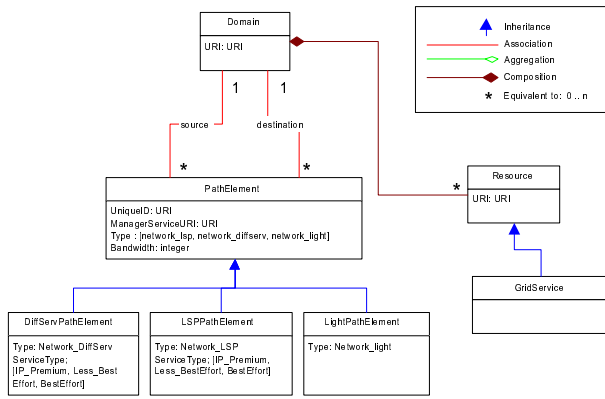 Domain
URI: URI
1
1
source
destination
*
*
PathElement
UniqueID: URI
ManagerServiceURI: URI
Type : [network_lsp, network_diffserv, network_light]
Bandwidth: integer
DiffServPathElement
Type: Network_DiffServ
ServiceType;
[IP_Premium, Less_Best
Effort, BestEffort]
LSPPathElement
Type: Network_LSP
ServiceType; [IP_Premium,
Less_BestEffort, BestEffort]
LightPathElement
Type: Network_light
Inheritance
Association
Aggregation
Composition
* Equivalent to: 0 .. n
*
Resource
URI: URI
GridService